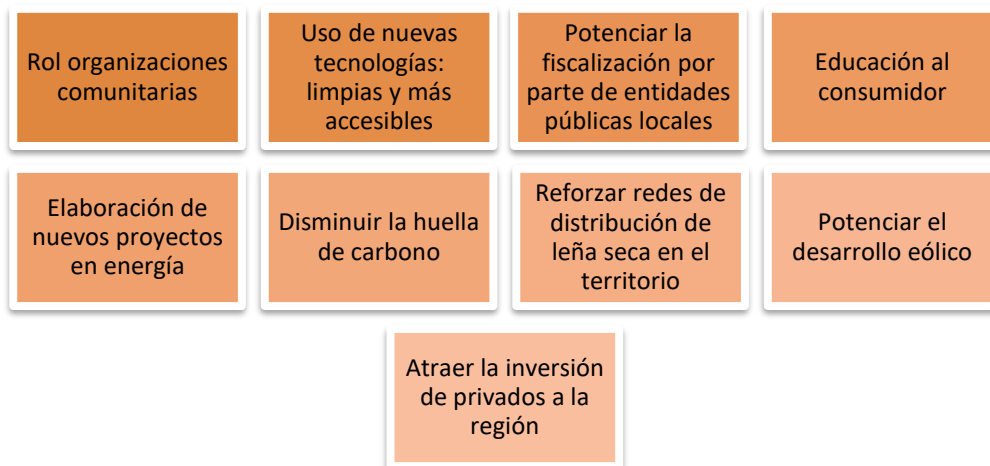 Rol organizaciones
comunitarias
Uso de nuevas
tecnologías:
limpias y más
accesibles
Potenciar la
fiscalización por
parte de entidades
públicas locales
Educación al
consumidor
Elaboración de
nuevos proyectos
en energía
Disminuir la huella
de carbono
Reforzar redes de
distribución de
leña seca en el
territorio
Potenciar el
desarrollo eólico
Atraer la inversión
de privados a la
región